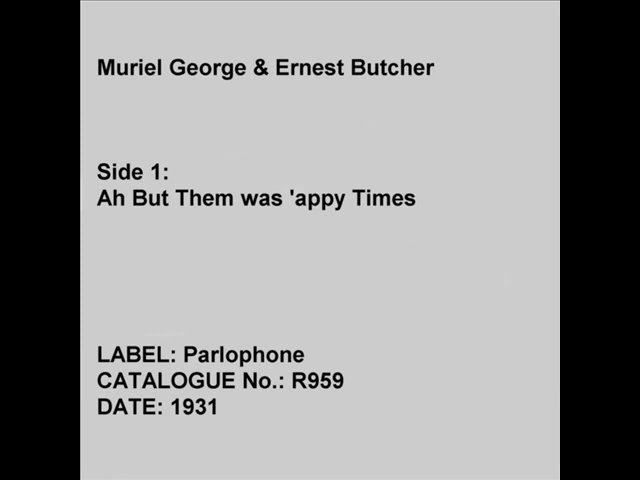 Muriel George & Ernest Butcher
Side 1:
Ah But Them was 'appy Times
LABEL: Parlophone
CATALOGUE No.: R959
DATE: 1931